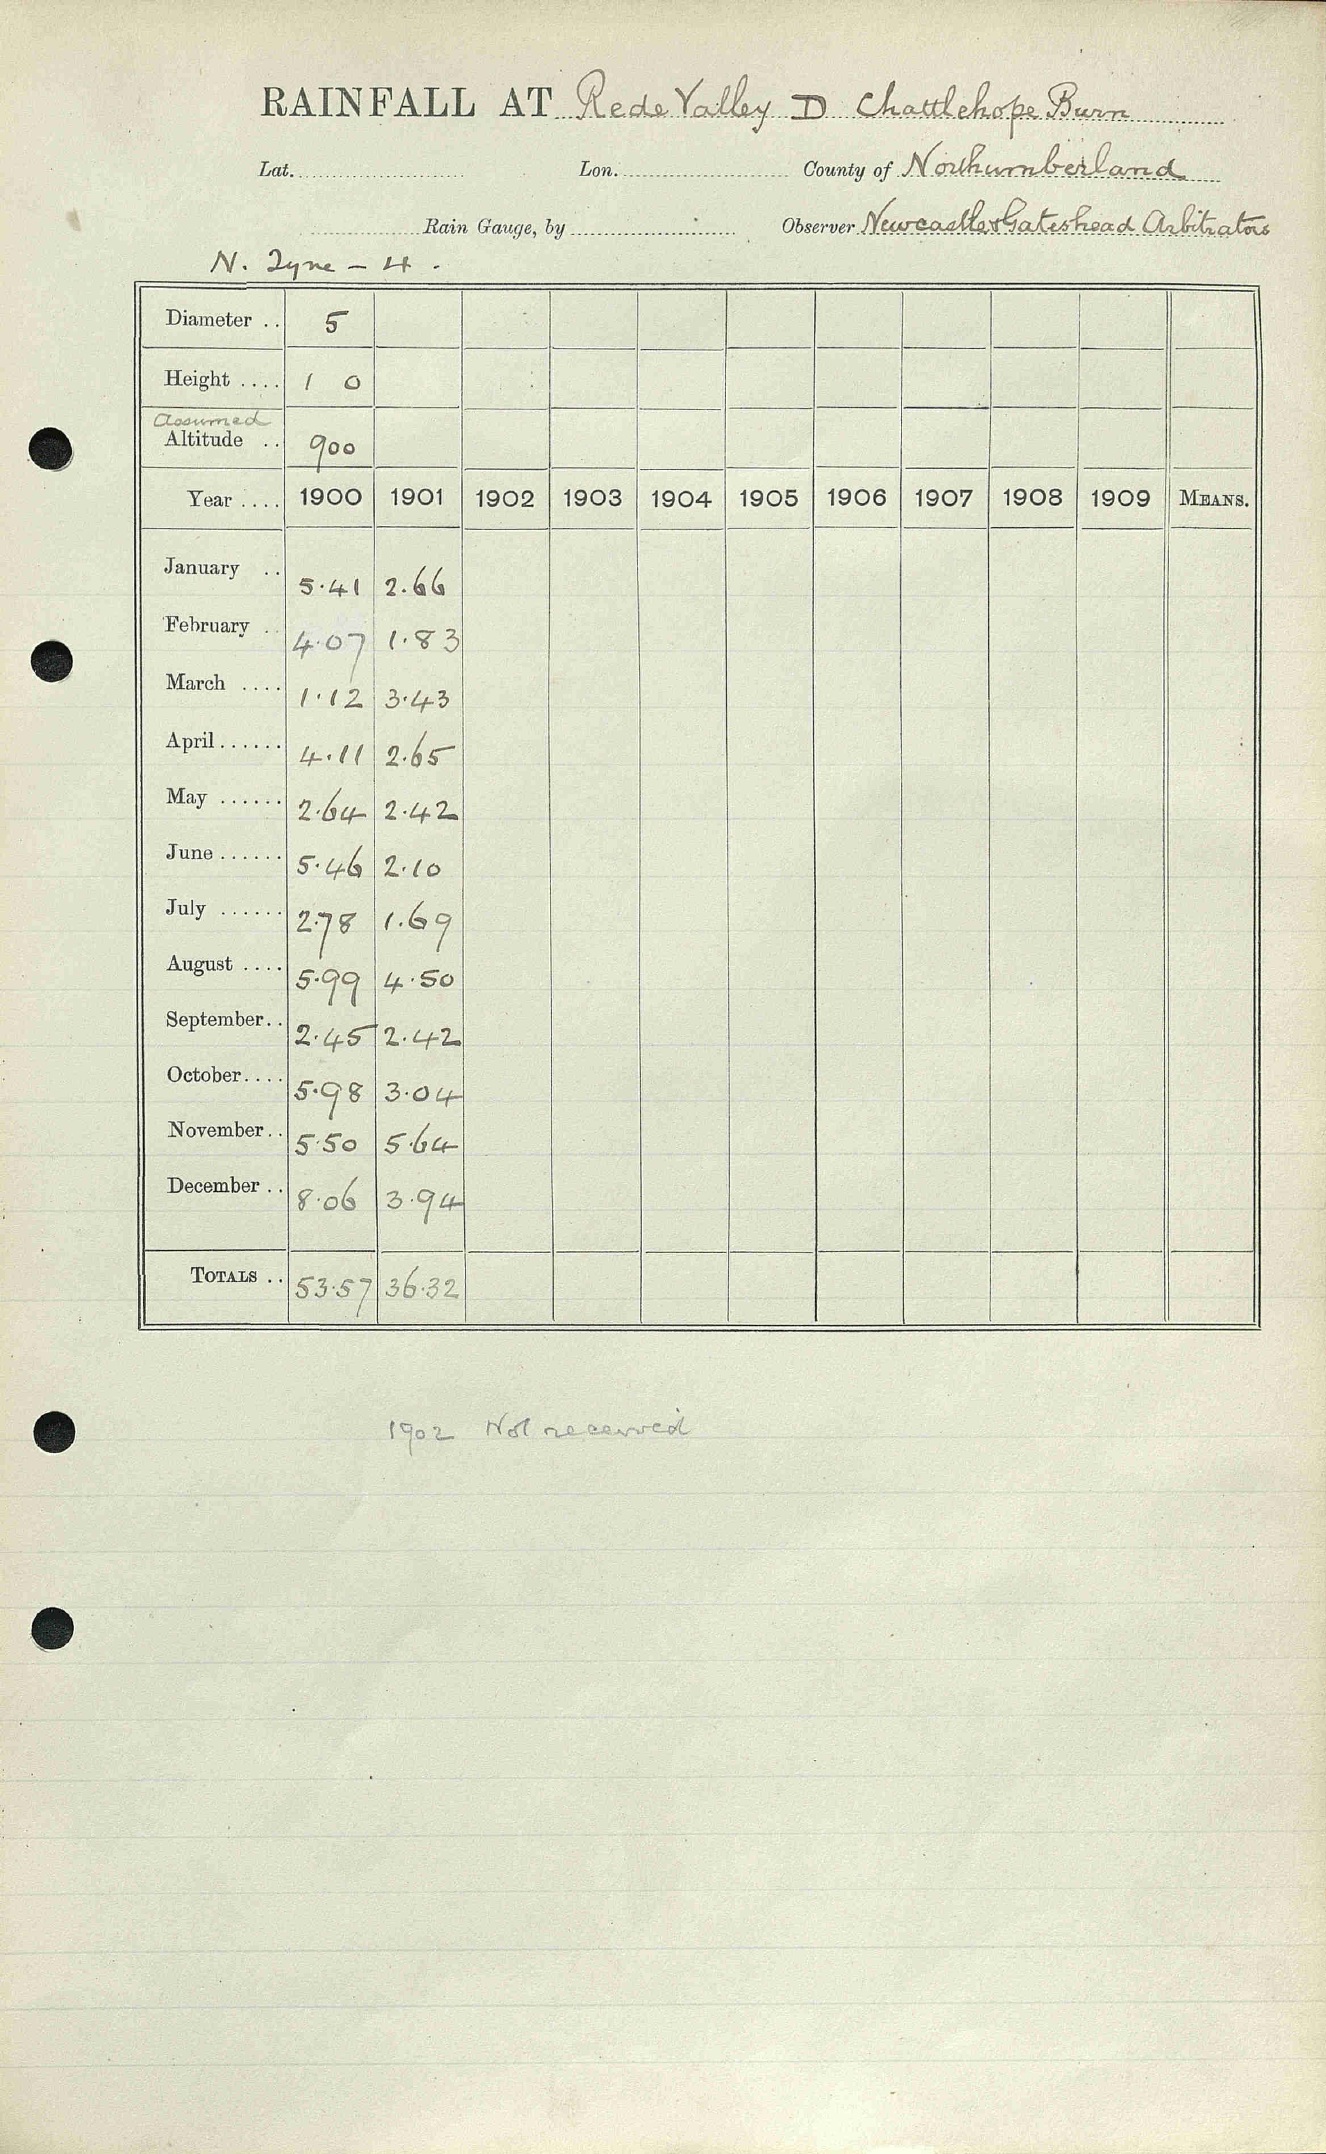 RAINFALL AT Rede Valley D Chattlehope Burn
Lat. Lon. County of Northumberland
Rain Gauge, by Observer Newcastle & Gateshead Arbitrators
N. Tyne - 4.
Diameter .. 5
Height .... 1 0
Assumed
Altitude .. 900
Year .... 1900 1901 1902 1903 1904 1905 1906 1907 1908 1909 MEANS.
January .. 5.41 2.66
February .. 4.07 1.83
March .... 1.12 3.43
April ...... 4.11 2.65
May ...... 2.64 2.42
June ...... 5.46 2.10
July ...... 2.78 1.69
August .... 5.99 4.50
September .. 2.45 2.42
October .... 5.98 3.04
November .. 5.50 5.64
December .. 8.06 3.94
TOTALS .. 53.57 36.32
1902 Not received